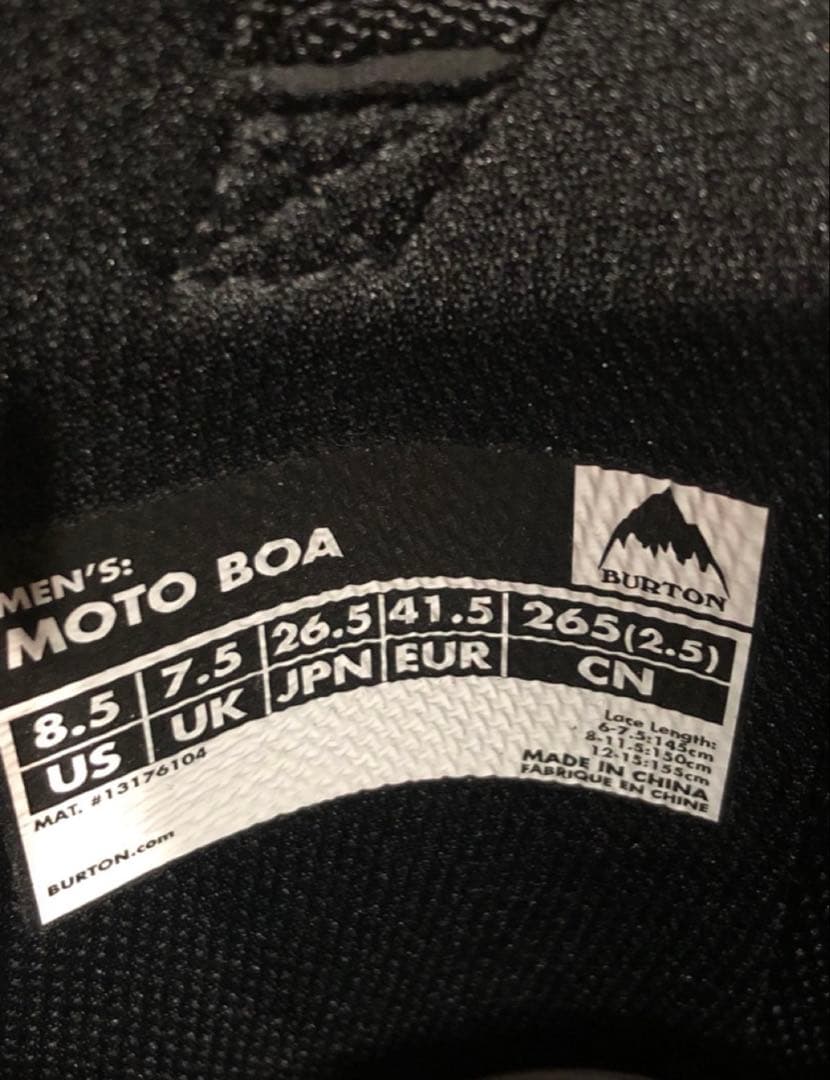 MEN'S:
MOTO BOA
BURTON
8.5 7.5 26.5 41.5 265(2.5)
US UK JPN EUR CN
MAT. #13176104
BURTON.com
Lace Length:
6-7.5:145cm
8-11.5:150cm
12-15:155cm
MADE IN CHINA
FABRIQUE EN CHINE